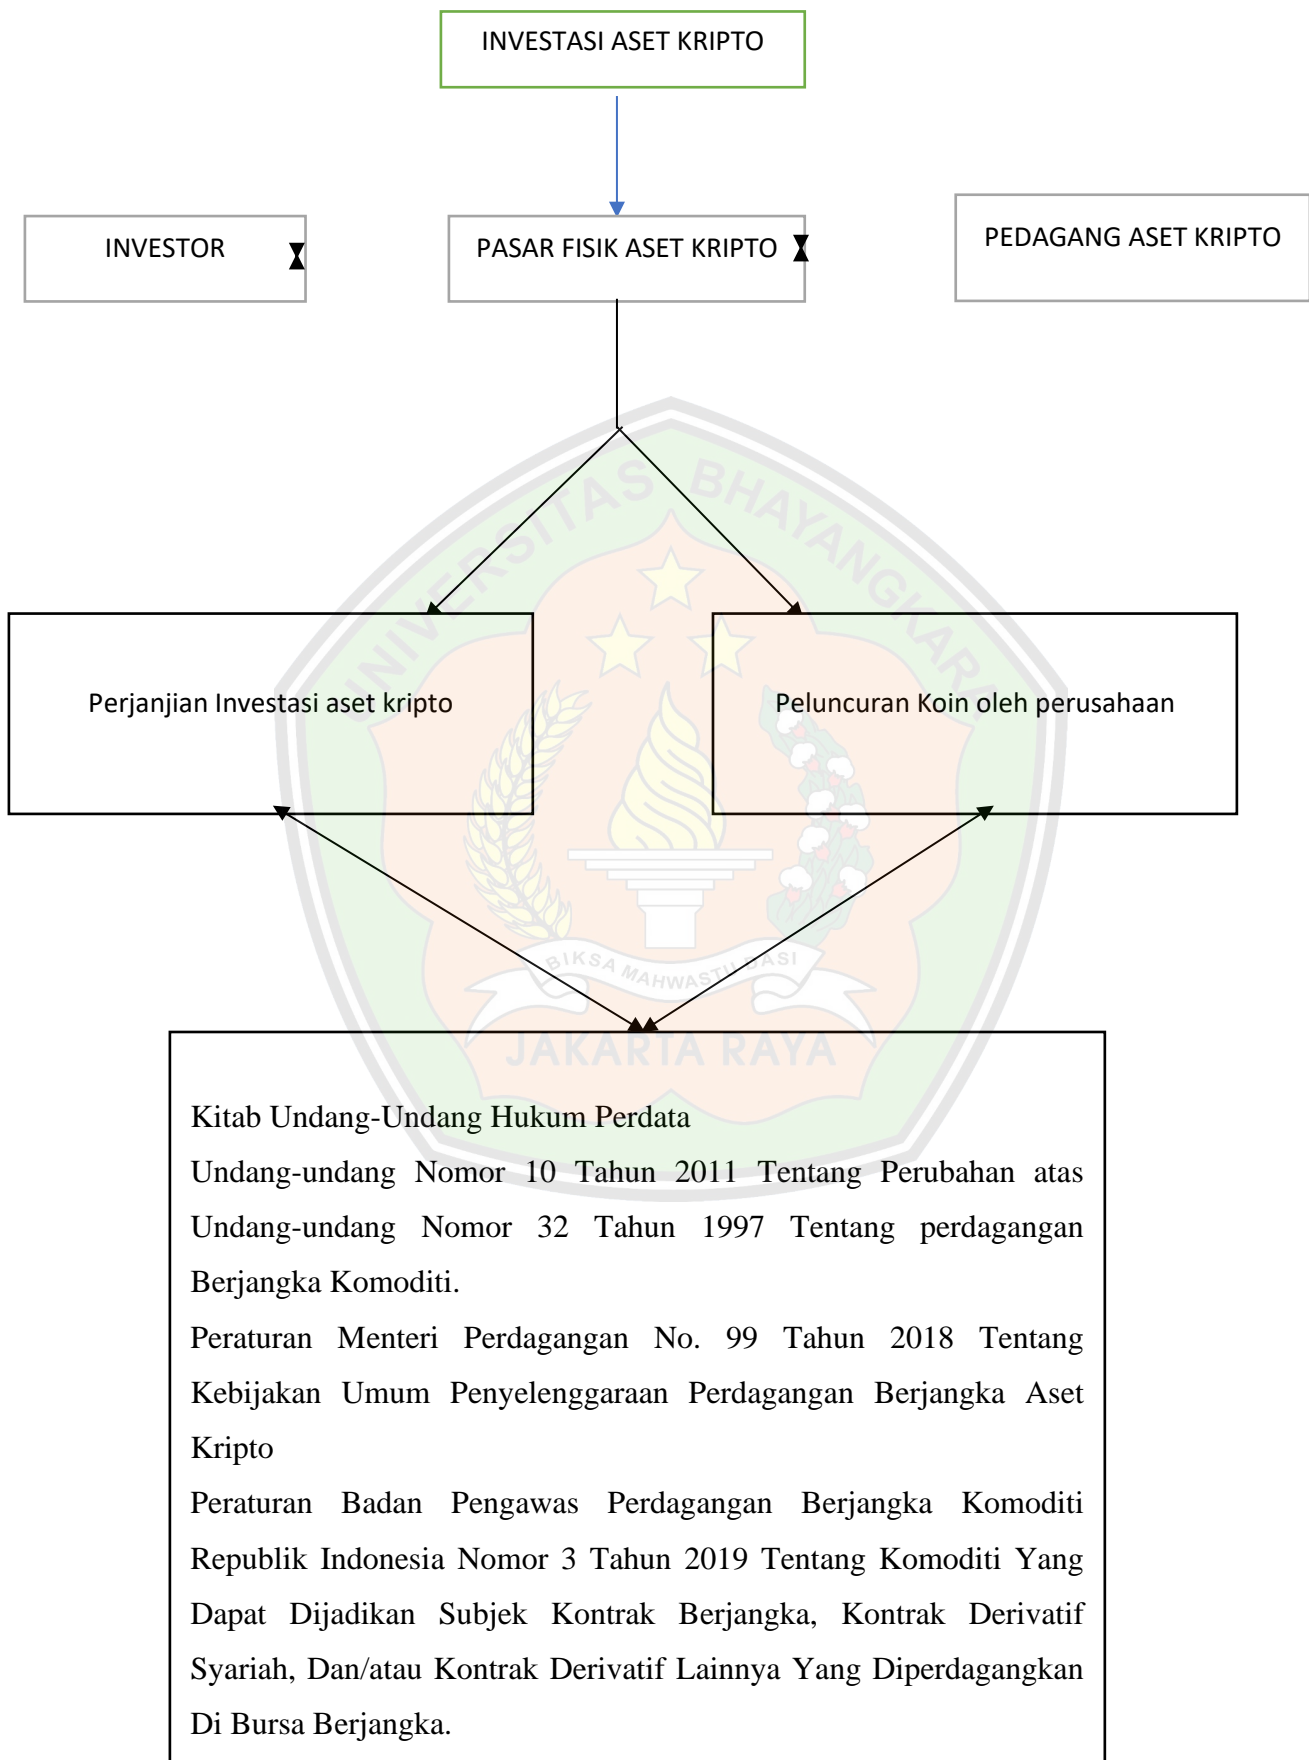 INVESTASI ASET KRIPTO
INVESTOR
PASAR FISIK ASET KRIPTO
PEDAGANG ASET KRIPTO
UNIVERSITAS BHAYANGKARA
Perjanjian Investasi aset kripto
Peluncuran Koin oleh perusahaan
BIKSA MAHWASTU DASI
JAKARTA RAYA
Kitab Undang-Undang Hukum Perdata
Undang-undang Nomor 10 Tahun 2011 Tentang Perubahan atas
Undang-undang Nomor 32 Tahun 1997 Tentang perdagangan
Berjangka Komoditi.
Peraturan Menteri Perdagangan No. 99 Tahun 2018 Tentang
Kebijakan Umum Penyelenggaraan Perdagangan Berjangka Aset
Kripto
Peraturan Badan Pengawas Perdagangan Berjangka Komoditi
Republik Indonesia Nomor 3 Tahun 2019 Tentang Komoditi Yang
Dapat Dijadikan Subjek Kontrak Berjangka, Kontrak Derivatif
Syariah, Dan/atau Kontrak Derivatif Lainnya Yang Diperdagangkan
Di Bursa Berjangka.